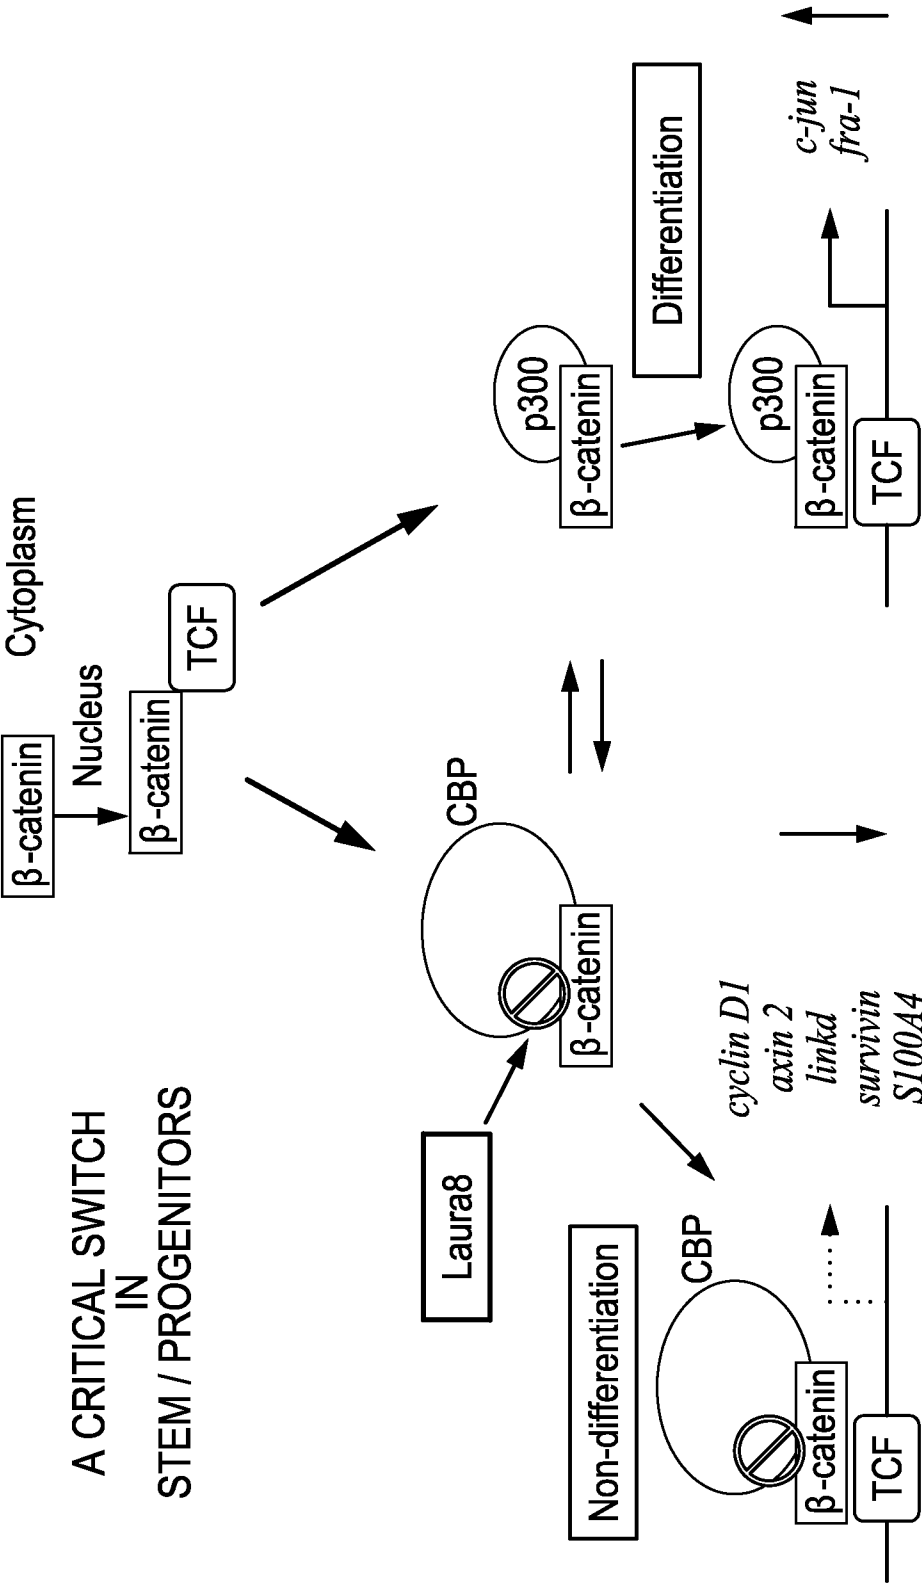 A CRITICAL SWITCH
IN
STEM / PROGENITORS
β-catenin
Cytoplasm
Nucleus
β-catenin
TCF
Laura8
CBP
β-catenin
p300
β-catenin
Non-differentiation
Differentiation
CBP
β-catenin
TCF
cyclin D1
axin 2
linkd
survivin
S100A4
p300
β-catenin
TCF
c-jun
fra-1